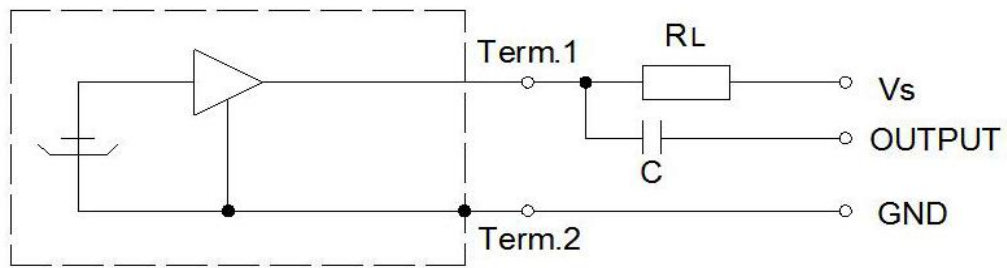 RL
Term.1
Vs
OUTPUT
C
GND
Term.2